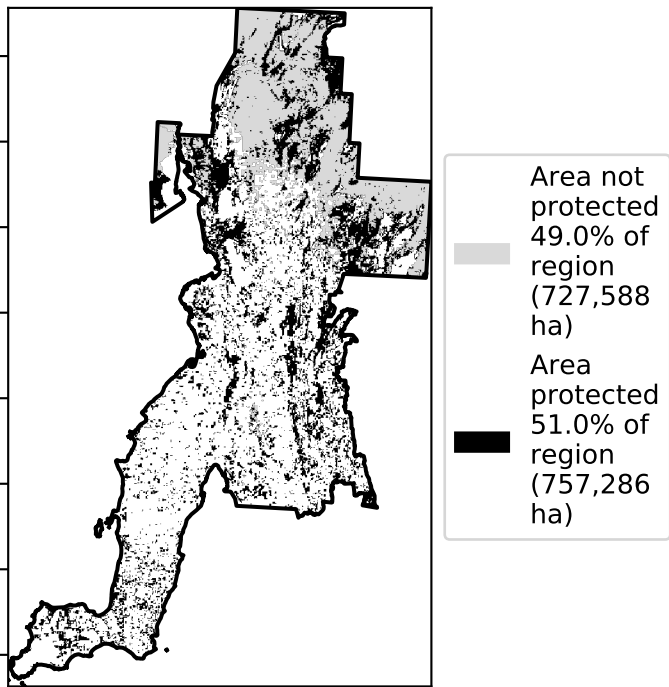 Area not
protected
49.0% of
region
(727,588
ha)
Area
protected
51.0% of
region
(757,286
ha)